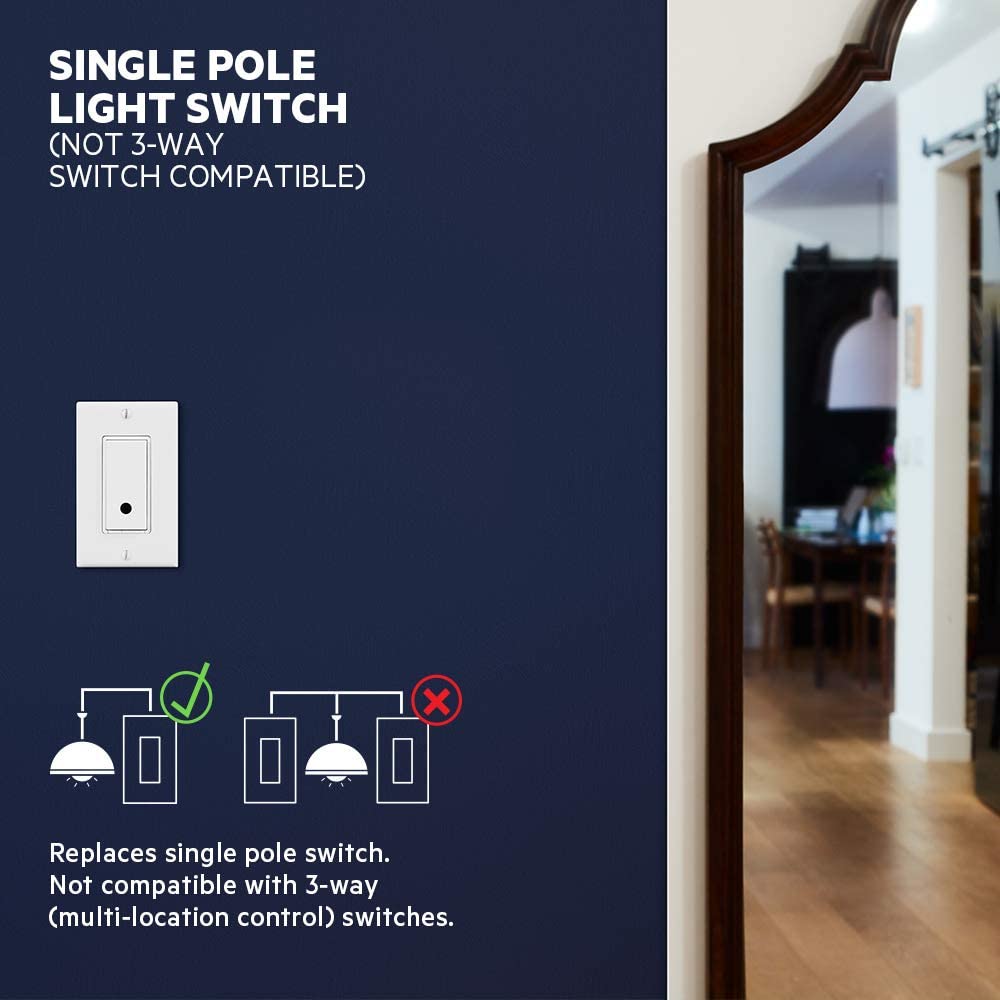 SINGLE POLE
LIGHT SWITCH
(NOT 3-WAY
SWITCH COMPATIBLE)
Replaces single pole switch.
Not compatible with 3-way
(multi-location control) switches.